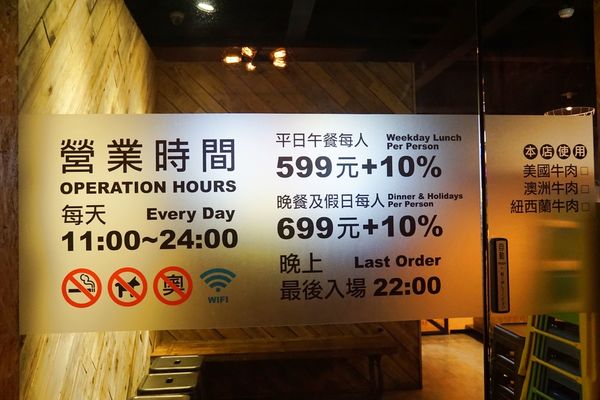 營業時間
OPERATION HOURS
每天 Every Day
11:00~24:00
奧
WIFI
平日午餐每人 Weekday Lunch Per Person
599元+10%
晚餐及假日每人 Dinner & Holidays Per Person
699元+10%
晚上 Last Order
最後入場 22:00
本店使用
美國牛肉□
澳洲牛肉□
紐西蘭牛肉□
自動